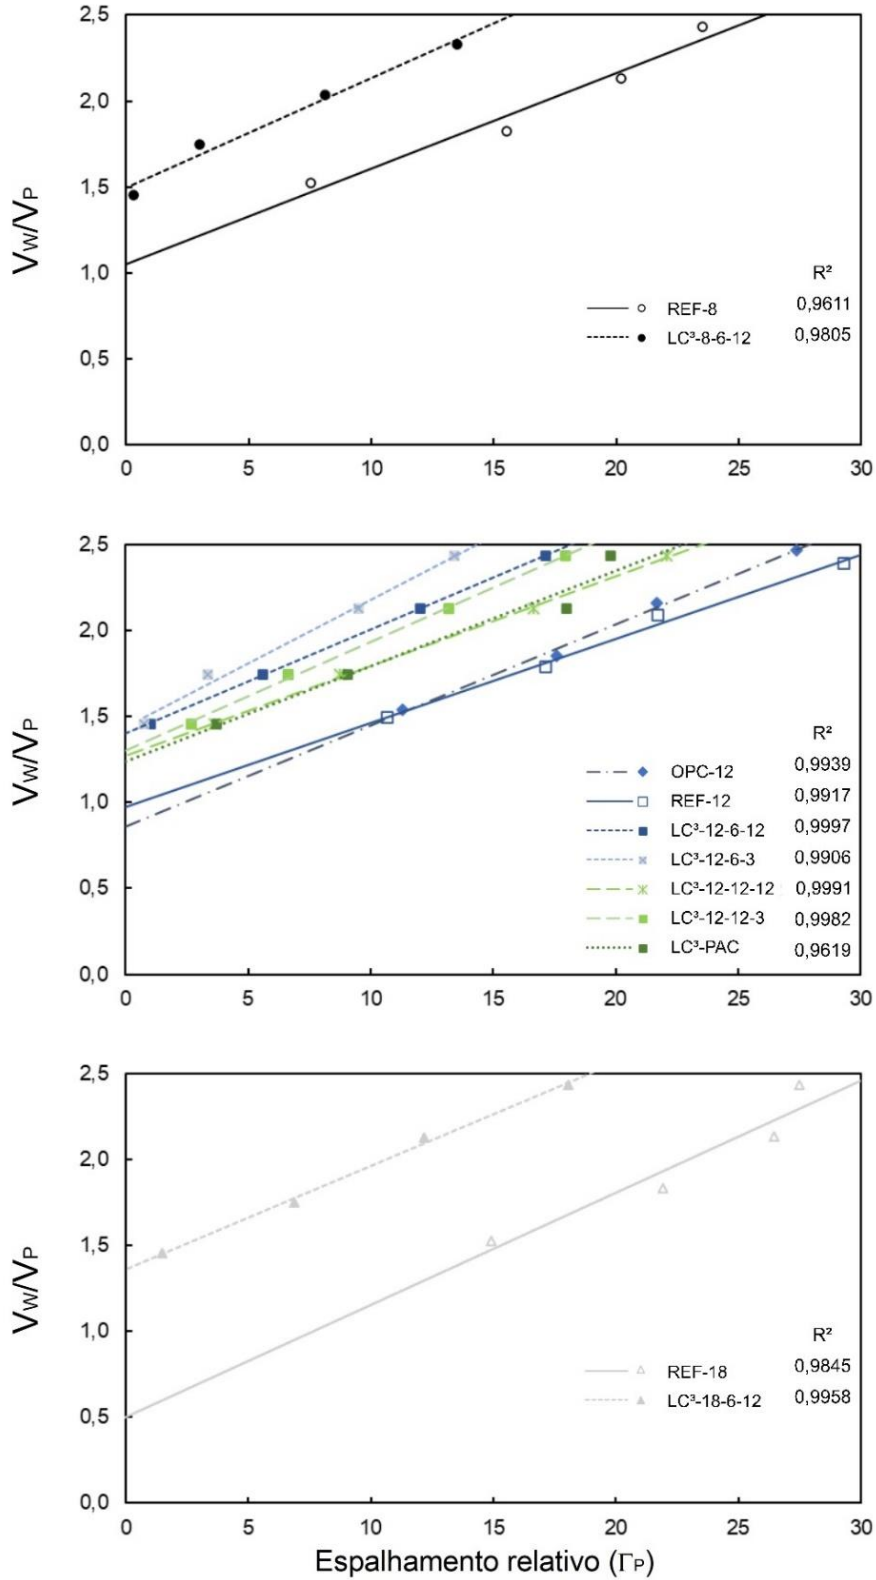 2,5
2,0
1,5
1,0
0,5
0,0
VW/VP
R²
REF-8 0,9611
LC³-8-6-12 0,9805
0 5 10 15 20 25 30
2,5
2,0
1,5
1,0
0,5
0,0
VW/VP
R²
OPC-12 0,9939
REF-12 0,9917
LC³-12-6-12 0,9997
LC³-12-6-3 0,9906
LC³-12-12-12 0,9991
LC³-12-12-3 0,9982
LC³-PAC 0,9619
0 5 10 15 20 25 30
2,5
2,0
1,5
1,0
0,5
0,0
VW/VP
R²
REF-18 0,9845
LC³-18-6-12 0,9958
0 5 10 15 20 25 30
Espalhamento relativo (ΓP)